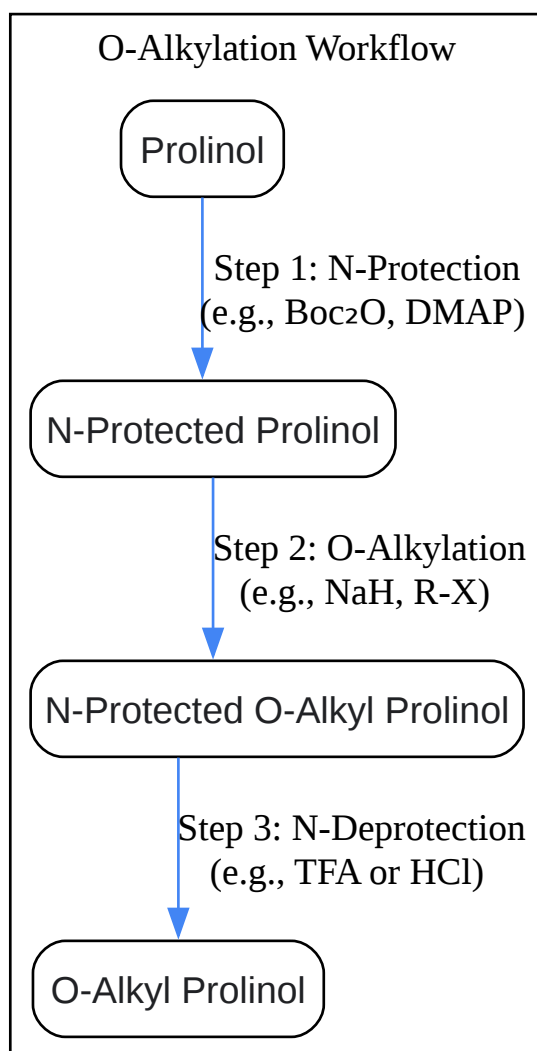 O-Alkylation Workflow
Prolinol
Step 1: N-Protection
(e.g., Boc₂O, DMAP)
N-Protected Prolinol
Step 2: O-Alkylation
(e.g., NaH, R-X)
N-Protected O-Alkyl Prolinol
Step 3: N-Deprotection
(e.g., TFA or HCl)
O-Alkyl Prolinol